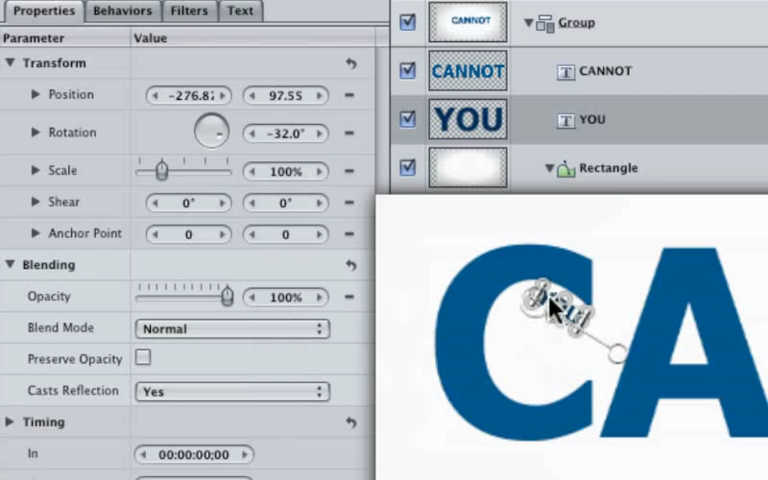 Properties Behaviors Filters Text
Parameter Value
Transform
Position -276.8 97.55
Rotation -32.0°
Scale 100%
Shear 0° 0°
Anchor Point 0 0
Blending
Opacity 100%
Blend Mode Normal
Preserve Opacity
Casts Reflection Yes
Timing
In 00:00:00;00
CANNOT Group
CANNOT T CANNOT
YOU T YOU
Rectangle
CA